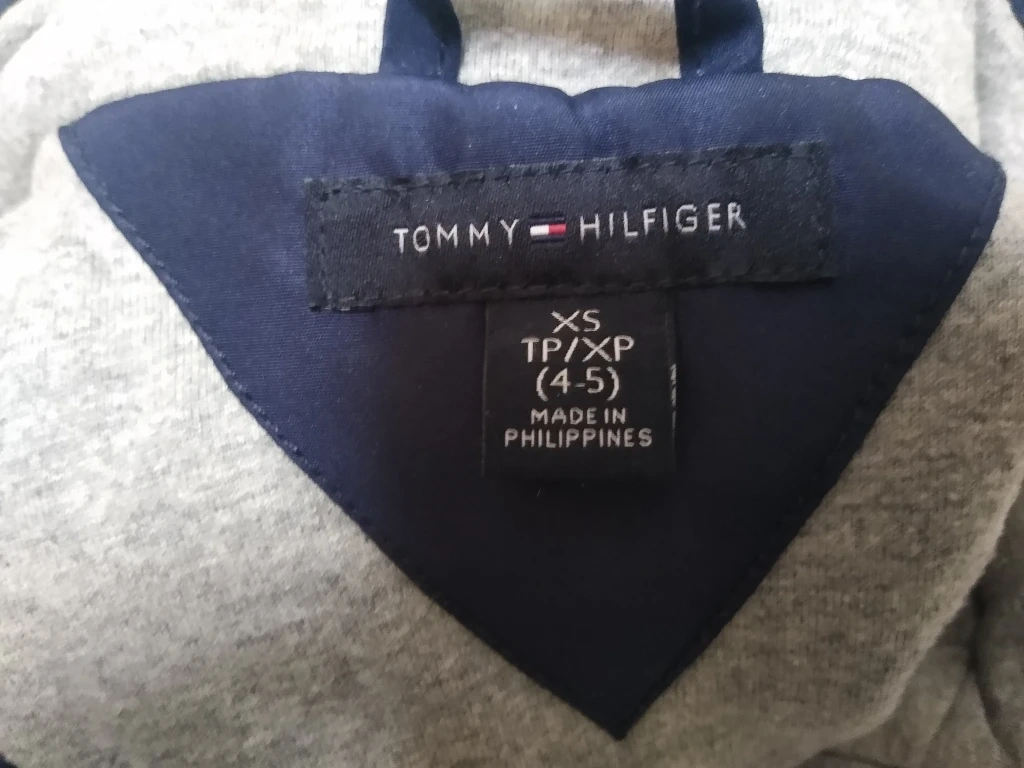 TOMMY HILFIGER
XS
TP/XP
(4-5)
MADE IN
PHILIPPINES